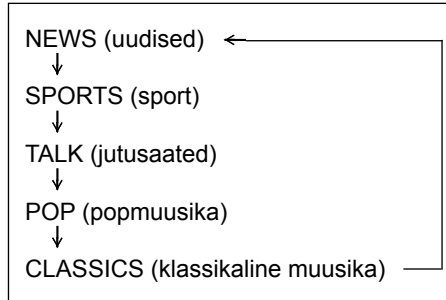 NEWS (uudised)
SPORTS (sport)
TALK (jutusaated)
POP (popmuusika)
CLASSICS (klassikaline muusika)